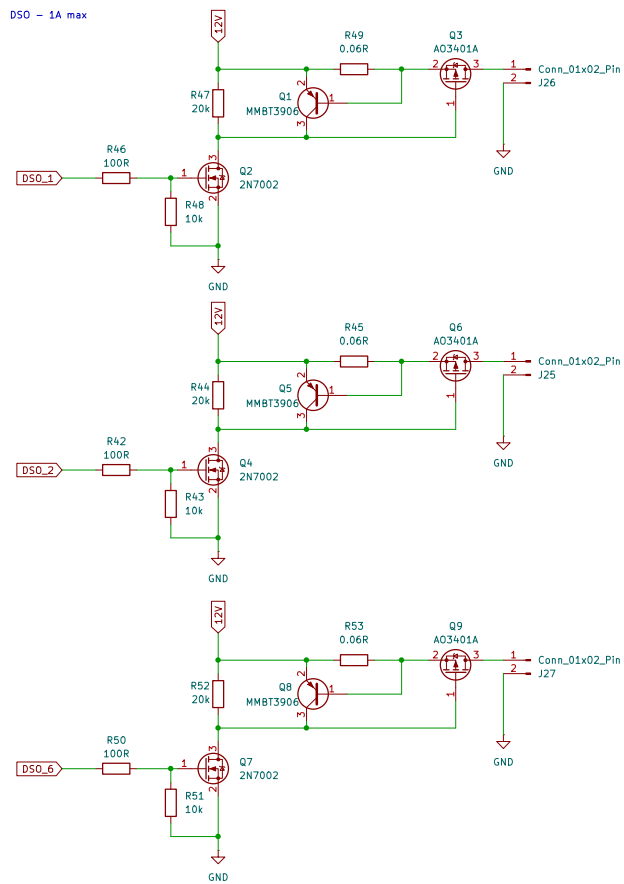 DSO - 1A max
12V
R49
0.06R
Q3
AO3401A
2
3
1
Conn_01x02_Pin
2
J26
R47
20k
2
Q1
MMBT3906
1
3
1
GND
R46
100R
3
DSO_1
1
Q2
2N7002
2
R48
10k
GND
12V
R45
0.06R
Q6
AO3401A
2
3
1
Conn_01x02_Pin
2
J25
R44
20k
2
Q5
MMBT3906
1
3
1
GND
R42
100R
3
DSO_2
1
Q4
2N7002
2
R43
10k
GND
12V
R53
0.06R
Q9
AO3401A
2
3
1
Conn_01x02_Pin
2
J27
R52
20k
2
Q8
MMBT3906
1
3
1
GND
R50
100R
3
DSO_6
1
Q7
2N7002
2
R51
10k
GND